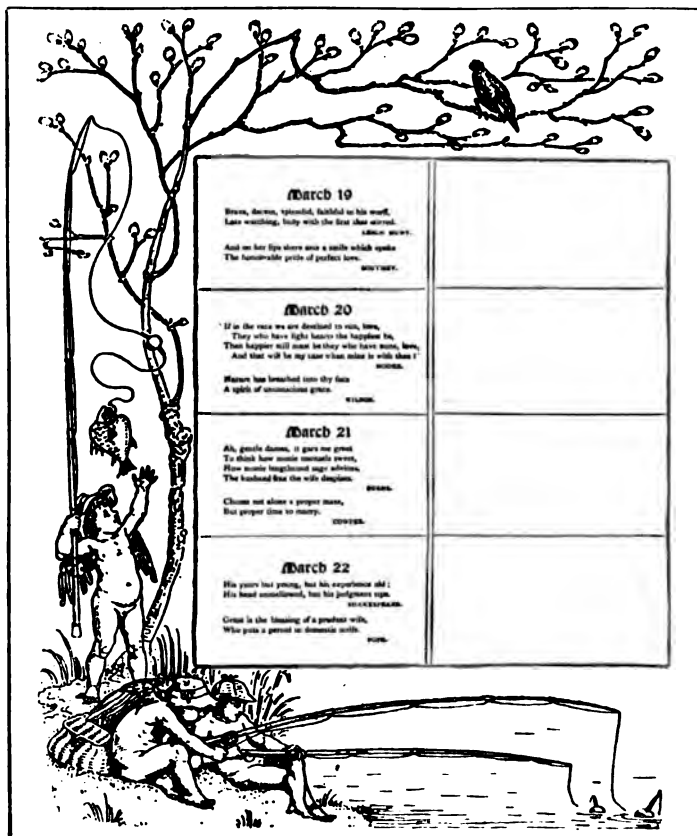 March 19
Brave, decent, splendid, faithful to his word,
Late watching, busy with the first that stirred.
LEIGH HUNT.
And on her lips there sate a smile which spoke
The honourable pride of perfect love.
SOUTHEY.
March 20
If in the race we are destined to run, love,
They who have light hearts the happiest be,
Then happier still must be they who have none, love,
And that will be my case when mine is with thee!
MOORE.
Nature has breathed into thy face
A spirit of unconscious grace.
WILSON.
March 21
Ah, gentle dames, it gars me greet
To think how monie counsels sweet,
How monie lengthened sage advices,
The husband frae the wife despises.
BURNS.
Choose not alone a proper mate,
But proper time to marry.
COWPER.
March 22
His years but young, but his experience old;
His head unmellowed, but his judgment ripe.
SHAKESPEARE.
Great is the blessing of a prudent wife,
Who puts a period to domestic strife.
POPE.